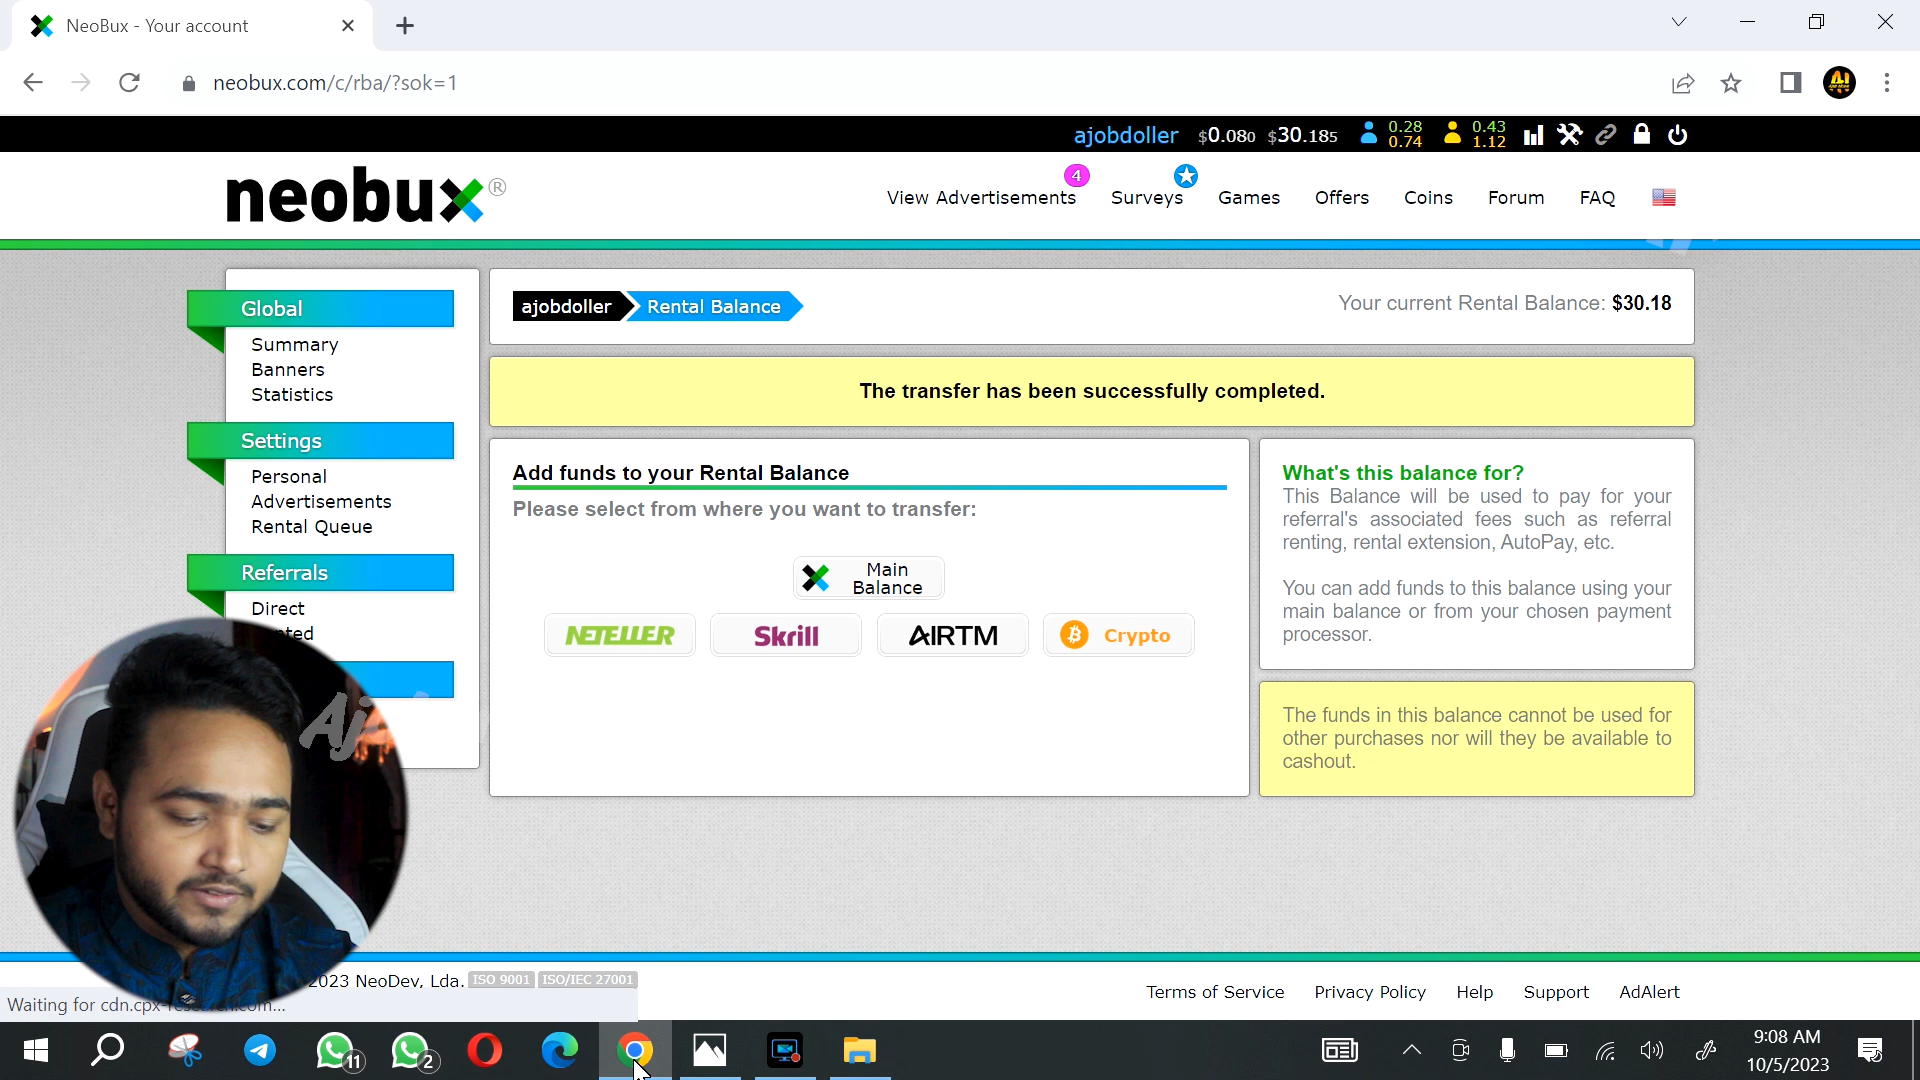 NeoBux - Your account
neobux.com/c/rba/?sok=1
ajobdoller $0.080 $30.185 0.28 0.74 0.43 1.12
neobux®
View Advertisements 4 Surveys Games Offers Coins Forum FAQ
Global
Summary
Banners
Statistics
Settings
Personal
Advertisements
Rental Queue
Referrals
Direct
ajobdoller Rental Balance
Your current Rental Balance: $30.18
The transfer has been successfully completed.
Add funds to your Rental Balance
Please select from where you want to transfer:
Main
Balance
NETELLER Skrill AIRTM Crypto
What's this balance for?
This Balance will be used to pay for your
referral's associated fees such as referral
renting, rental extension, AutoPay, etc.
You can add funds to this balance using your
main balance or from your chosen payment
processor.
The funds in this balance cannot be used for
other purchases nor will they be available to
cashout.
Aj
2023 NeoDev, Lda. ISO 9001 ISO/IEC 27001
Terms of Service Privacy Policy Help Support AdAlert
Waiting for
11
2
9:08 AM
10/5/2023